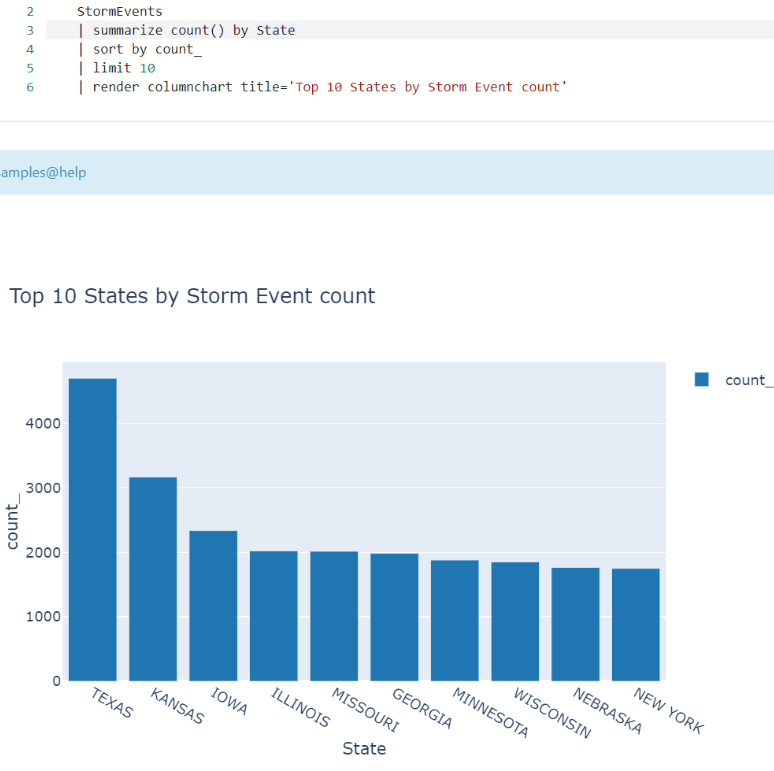 2 StormEvents
3 | summarize count() by State
4 | sort by count_
5 | limit 10
6 | render columnchart title='Top 10 States by Storm Event count'
amples@help
Top 10 States by Storm Event count
count_
4000
3000
2000
1000
0
count_
TEXAS KANSAS IOWA ILLINOIS MISSOURI GEORGIA MINNESOTA WISCONSIN NEBRASKA NEW YORK
State